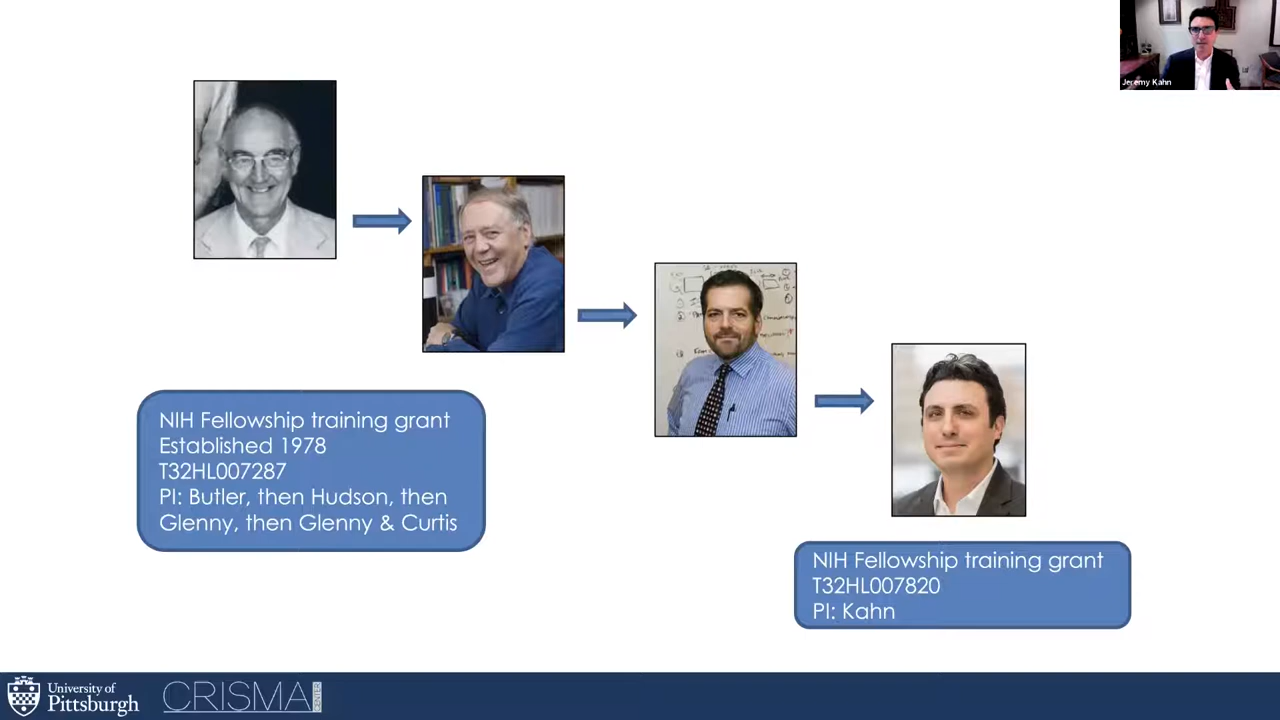 Jeremy Kahn
NIH Fellowship training grant
Established 1978
T32HL007287
PI: Butler, then Hudson, then
Glenny, then Glenny & Curtis
NIH Fellowship training grant
T32HL007820
PI: Kahn
University of
Pittsburgh
CRISMA
CENTER